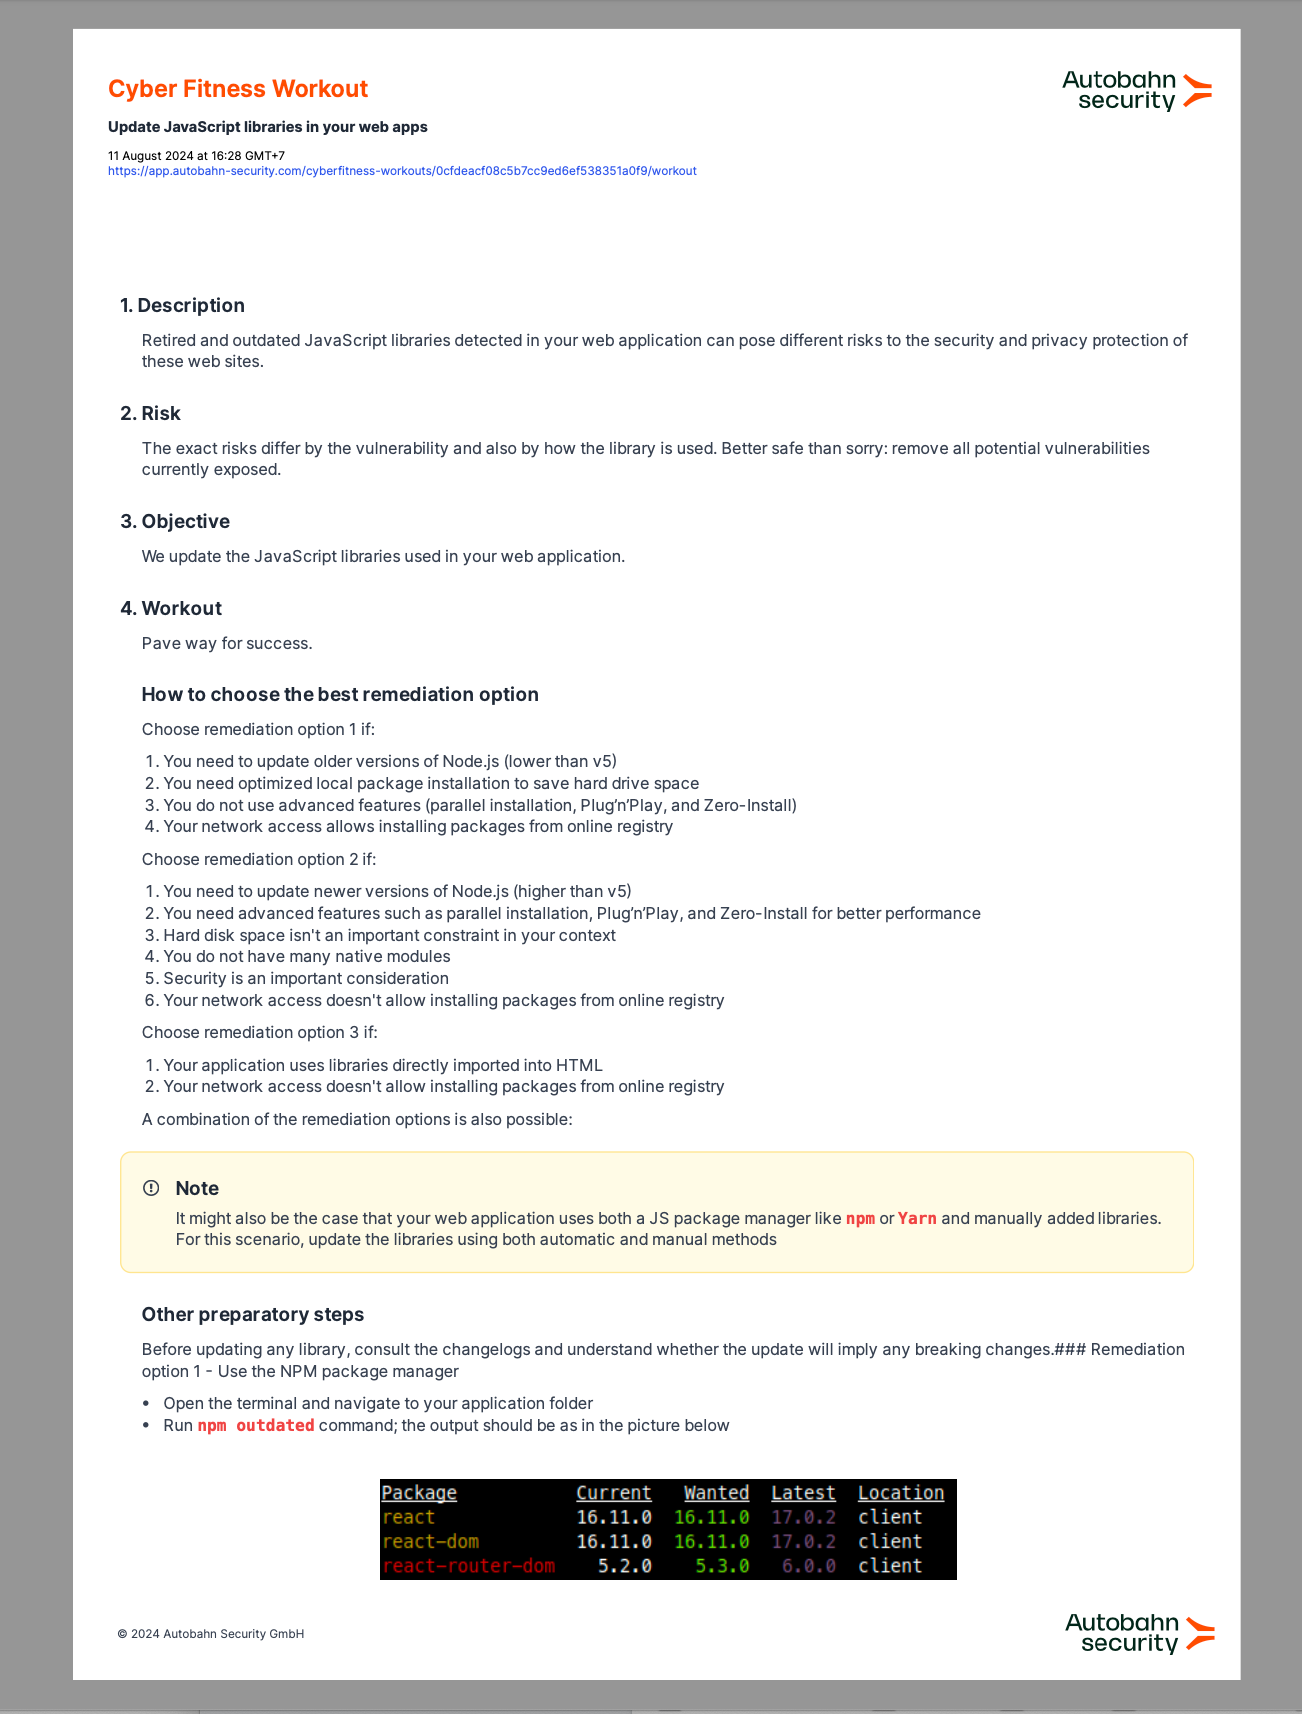 Cyber Fitness Workout
Autobahn
security
Update JavaScript libraries in your web apps
11 August 2024 at 16:28 GMT+7
https://app.autobahn-security.com/cyberfitness-workouts/0cfdeacf08c5b7cc9ed6ef538351a0f9/workout
1. Description
Retired and outdated JavaScript libraries detected in your web application can pose different risks to the security and privacy protection of
these web sites.
2. Risk
The exact risks differ by the vulnerability and also by how the library is used. Better safe than sorry: remove all potential vulnerabilities
currently exposed.
3. Objective
We update the JavaScript libraries used in your web application.
4. Workout
Pave way for success.
How to choose the best remediation option
Choose remediation option 1 if:
1. You need to update older versions of Node.js (lower than v5)
2. You need optimized local package installation to save hard drive space
3. You do not use advanced features (parallel installation, Plug’n’Play, and Zero-Install)
4. Your network access allows installing packages from online registry
Choose remediation option 2 if:
1. You need to update newer versions of Node.js (higher than v5)
2. You need advanced features such as parallel installation, Plug’n’Play, and Zero-Install for better performance
3. Hard disk space isn't an important constraint in your context
4. You do not have many native modules
5. Security is an important consideration
6. Your network access doesn't allow installing packages from online registry
Choose remediation option 3 if:
1. Your application uses libraries directly imported into HTML
2. Your network access doesn't allow installing packages from online registry
A combination of the remediation options is also possible:
Note
It might also be the case that your web application uses both a JS package manager like npm or Yarn and manually added libraries.
For this scenario, update the libraries using both automatic and manual methods
Other preparatory steps
Before updating any library, consult the changelogs and understand whether the update will imply any breaking changes.### Remediation
option 1 - Use the NPM package manager
• Open the terminal and navigate to your application folder
• Run npm outdated command; the output should be as in the picture below
Package Current Wanted Latest Location
react 16.11.0 16.11.0 17.0.2 client
react-dom 16.11.0 16.11.0 17.0.2 client
react-router-dom 5.2.0 5.3.0 6.0.0 client
© 2024 Autobahn Security GmbH
Autobahn
security